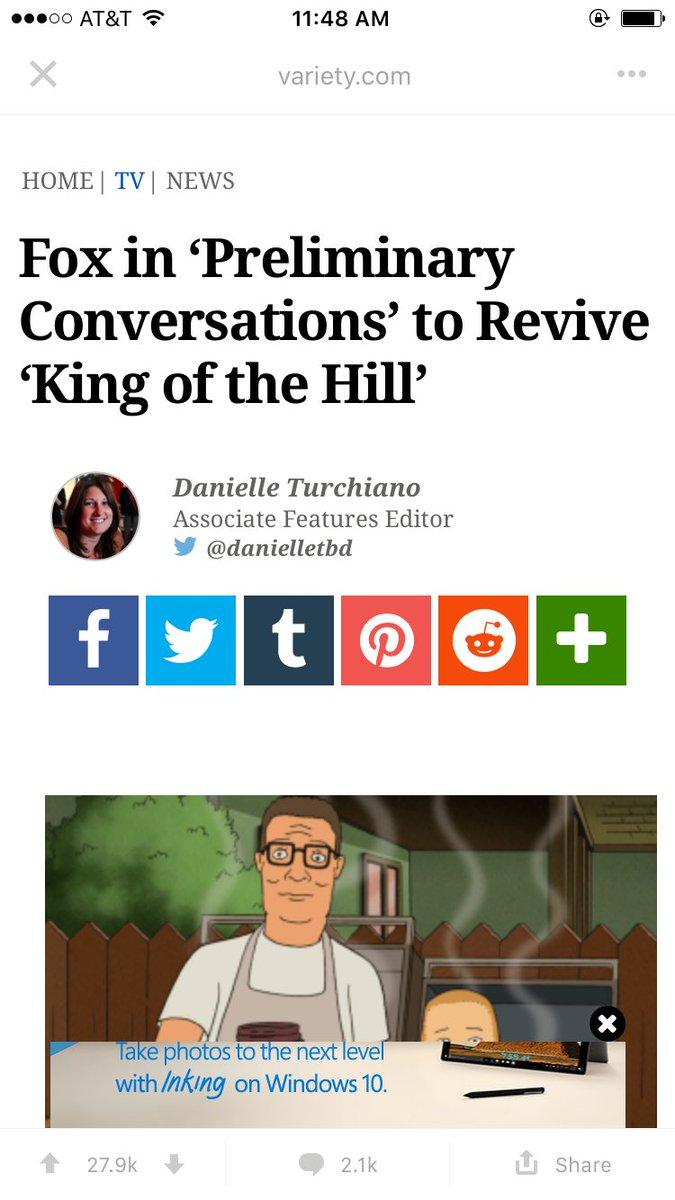 AT&T 11:48 AM
variety.com
HOME | TV | NEWS
Fox in ‘Preliminary
Conversations’ to Revive
‘King of the Hill’
Danielle Turchiano
Associate Features Editor
@danielletbd
Take photos to the next level
with Inking on Windows 10.
27.9k 2.1k Share